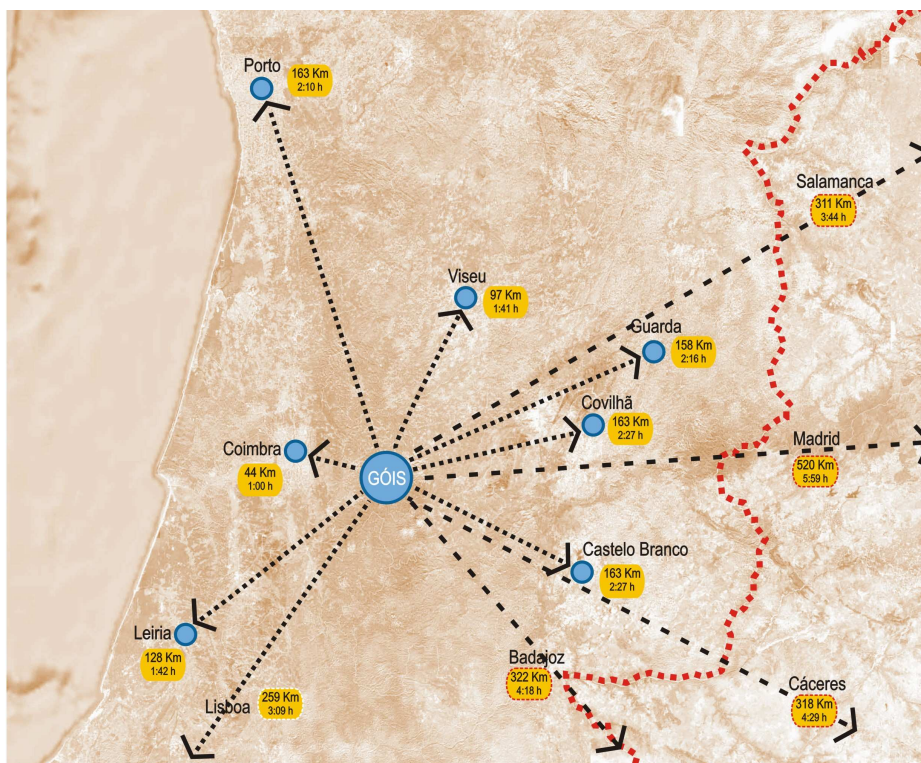 Porto
163 Km
2:10 h
Salamanca
311 Km
3:44 h
Viseu
97 Km
1:41 h
Guarda
158 Km
2:16 h
Covilhã
163 Km
2:27 h
Coimbra
44 Km
1:00 h
GÓIS
Madrid
520 Km
5:59 h
Castelo Branco
163 Km
2:27 h
Leiria
128 Km
1:42 h
Badajoz
322 Km
4:18 h
Lisboa
259 Km
3:09 h
Cáceres
318 Km
4:29 h